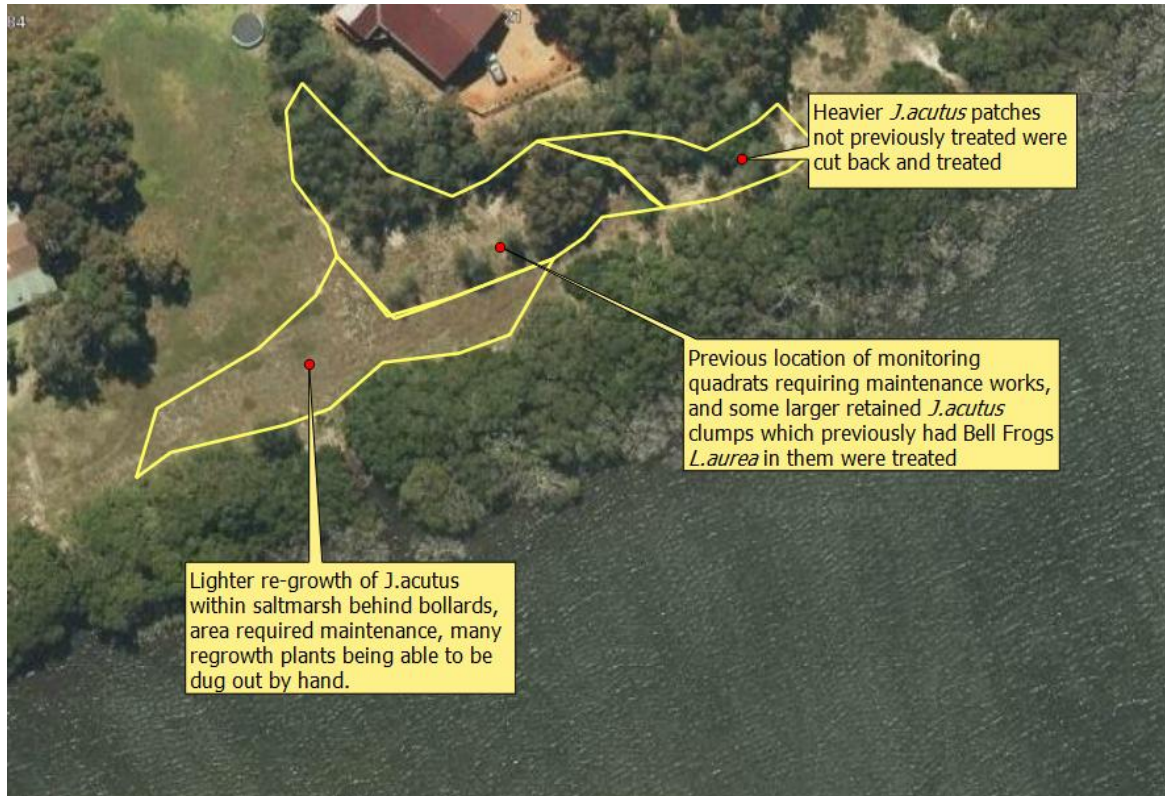 84
21
Heavier J.acutus patches
not previously treated were
cut back and treated
Previous location of monitoring
quadrats requiring maintenance works,
and some larger retained J.acutus
clumps which previously had Bell Frogs
L.aurea in them were treated
Lighter re-growth of J.acutus
within saltmarsh behind bollards,
area required maintenance, many
regrowth plants being able to be
dug out by hand.